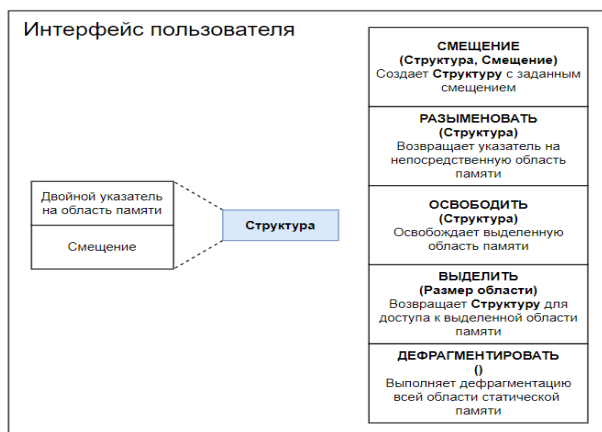 Интерфейс пользователя
Двойной указатель
на область памяти
Смещение
Структура
СМЕЩЕНИЕ
(Структура, Смещение)
Создает Структуру с заданным
смещением
РАЗЫМЕНОВАТЬ
(Структура)
Возвращает указатель на
непосредственную область
памяти
ОСВОБОДИТЬ
(Структура)
Освобождает выделенную
область памяти
ВЫДЕЛИТЬ
(Размер области)
Возвращает Структуру для
доступа к выделенной области
памяти
ДЕФРАГМЕНТИРОВАТЬ
()
Выполняет дефрагментацию
всей области статической
памяти